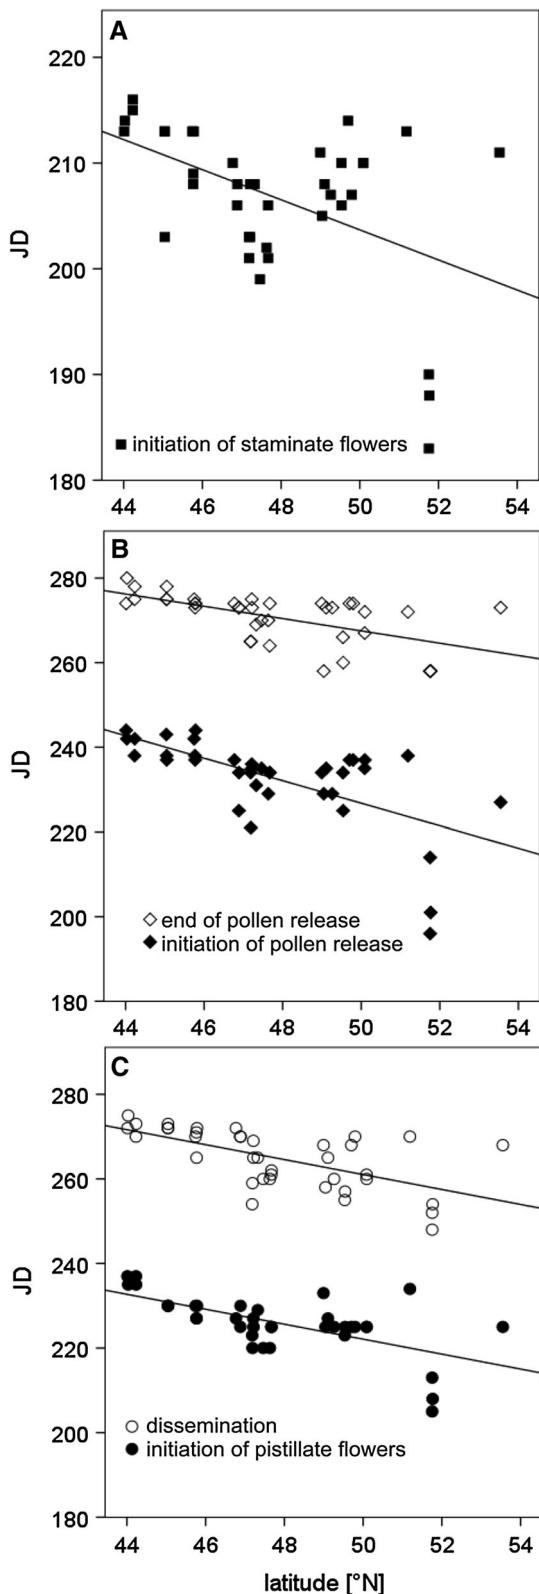 A
220
210
JD
200
190
■ initiation of staminate flowers
180
44 46 48 50 52 54
B
280
260
JD
240
220
200
◇ end of pollen release
◆ initiation of pollen release
180
44 46 48 50 52 54
C
280
260
JD
240
220
200
○ dissemination
● initiation of pistillate flowers
180
44 46 48 50 52 54
latitude [°N]